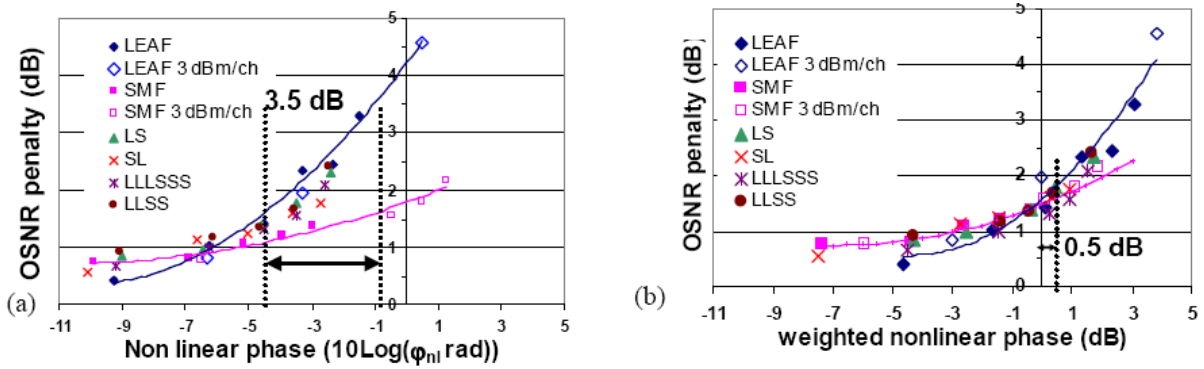 OSNR penalty (dB)
LEAF
LEAF 3 dBm/ch
SMF
SMF 3 dBm/ch
LS
SL
LLLSSS
LLSS
3.5 dB
5
4
3
2
1
0
-11 -9 -7 -5 -3 -1 1 3 5
Non linear phase (10Log(φnl rad))
(a)
OSNR penalty (dB)
LEAF
LEAF 3 dBm/ch
SMF
SMF 3 dBm/ch
LS
SL
LLLSSS
LLSS
0.5 dB
5
4
3
2
1
0
-11 -9 -7 -5 -3 -1 1 3 5
weighted nonlinear phase (dB)
(b)